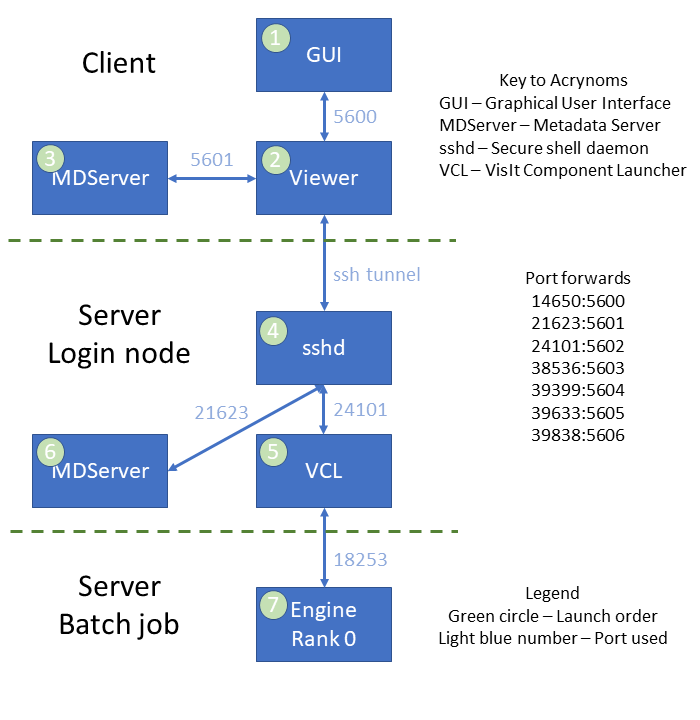 Client
1
GUI
5600
Key to Acrynoms
GUI – Graphical User Interface
MDServer – Metadata Server
sshd – Secure shell daemon
VCL – VisIt Component Launcher
3
MDServer
5601
2
Viewer
ssh tunnel
Server
Login node
4
sshd
21623
24101
6
MDServer
5
VCL
Port forwards
14650:5600
21623:5601
24101:5602
38536:5603
39399:5604
39633:5605
39838:5606
18253
Server
Batch job
7
Engine
Rank 0
Legend
Green circle – Launch order
Light blue number – Port used